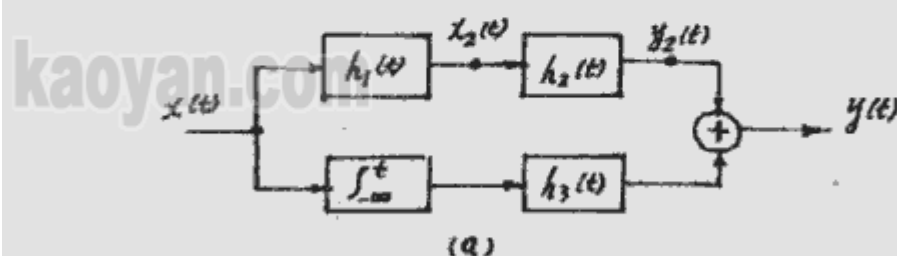 kaoyan.com
x(t)
h₁(t)
x₂(t)
h₂(t)
y₂(t)
+
y(t)
∫_{-∞}^{t}
h₃(t)
(a)